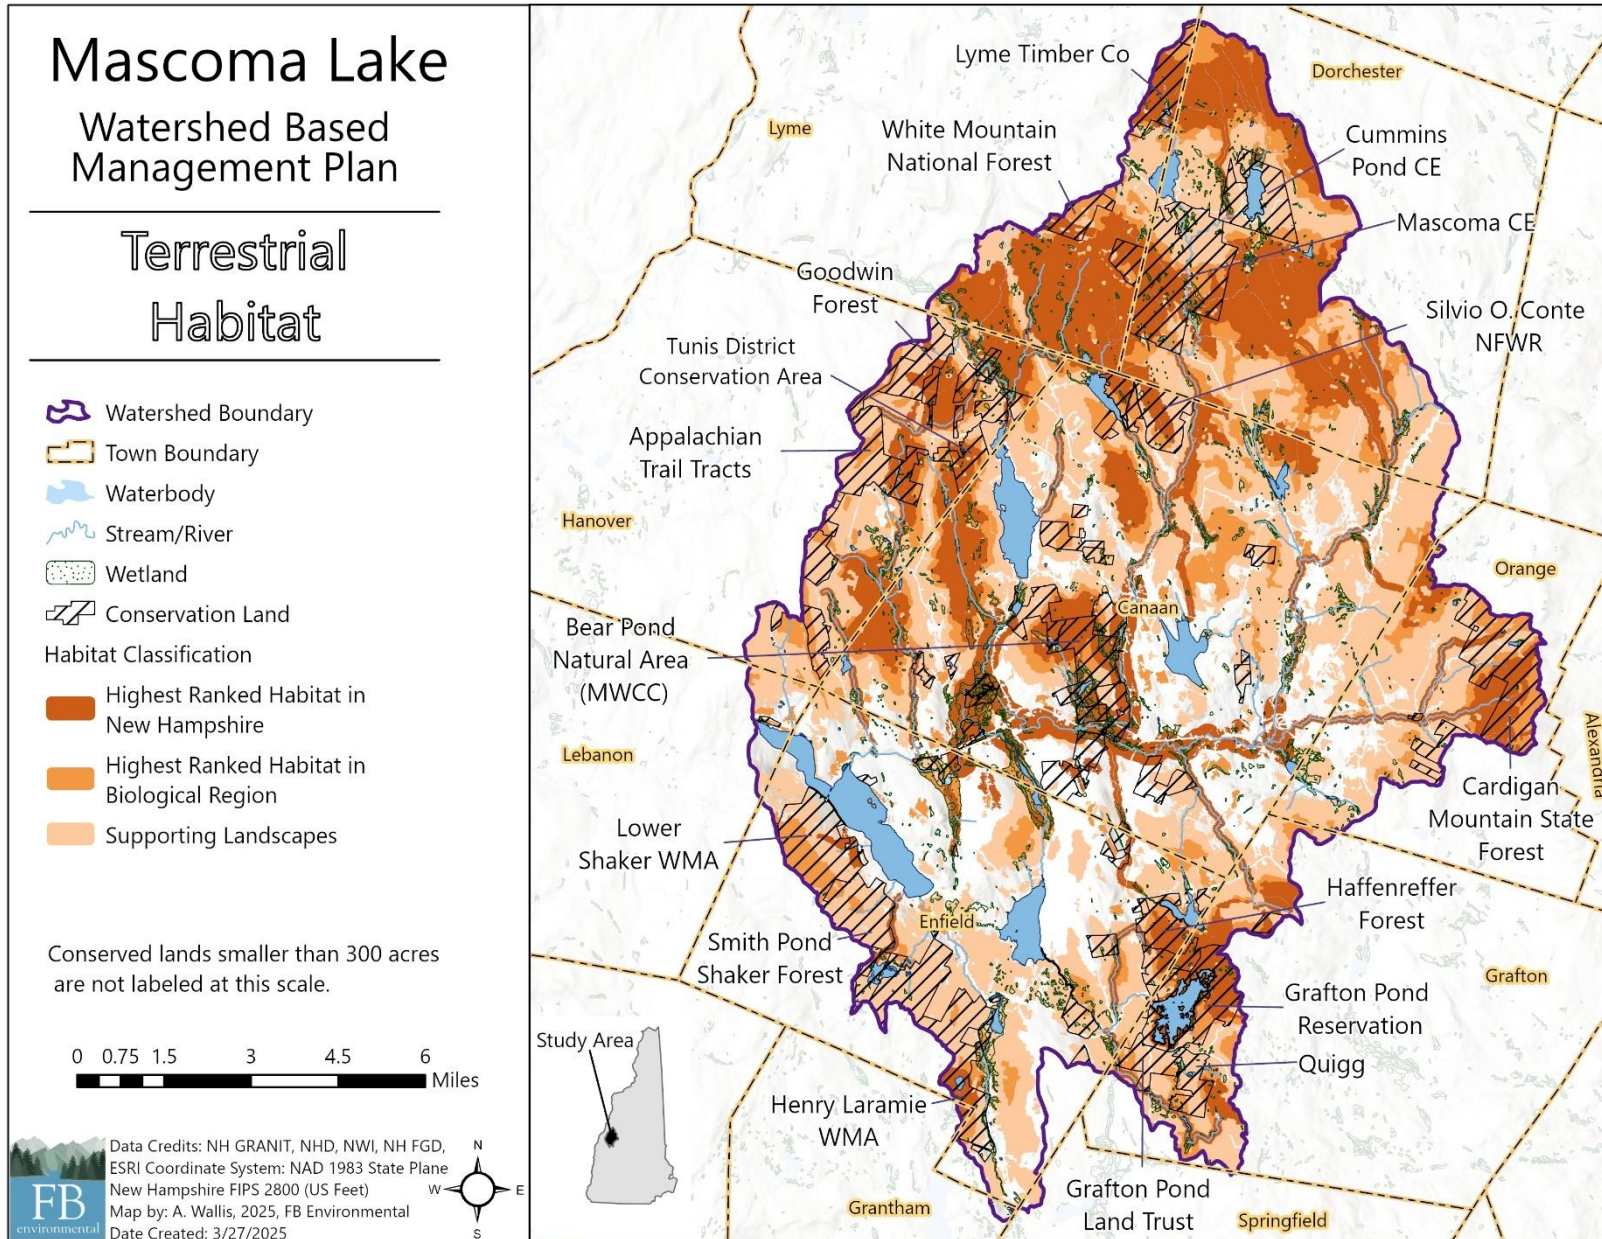 Mascoma Lake
Watershed Based
Management Plan
Terrestrial
Habitat
Watershed Boundary
Town Boundary
Waterbody
Stream/River
Wetland
Conservation Land
Habitat Classification
Highest Ranked Habitat in
New Hampshire
Highest Ranked Habitat in
Biological Region
Supporting Landscapes
Conserved lands smaller than 300 acres
are not labeled at this scale.
0 0.75 1.5 3 4.5 6
Miles
FB
environmental
Data Credits: NH GRANIT, NHD, NWI, NH FGD,
ESRI Coordinate System: NAD 1983 State Plane
New Hampshire FIPS 2800 (US Feet)
Map by: A. Wallis, 2025, FB Environmental
Date Created: 3/27/2025
N
W E
S
Lyme Timber Co
Dorchester
Lyme
White Mountain
National Forest
Cummins
Pond CE
Mascoma CE
Goodwin
Forest
Silvio O. Conte
NFWR
Tunis District
Conservation Area
Appalachian
Trail Tracts
Hanover
Orange
Canaan
Bear Pond
Natural Area
(MWCC)
Lebanon
Alexandria
Cardigan
Mountain State
Forest
Lower
Shaker WMA
Haffenreffer
Forest
Enfield
Smith Pond
Shaker Forest
Grafton
Grafton Pond
Reservation
Study Area
Quigg
Henry Laramie
WMA
Grafton Pond
Land Trust
Grantham
Springfield